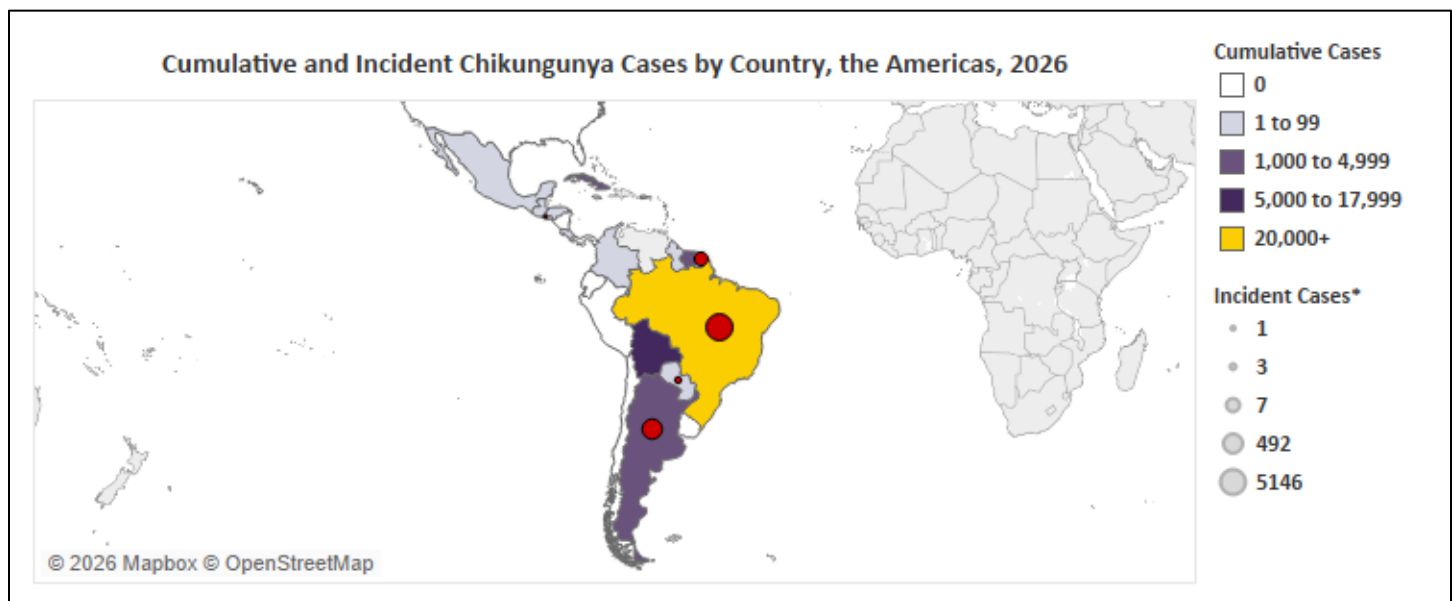 Cumulative and Incident Chikungunya Cases by Country, the Americas, 2026
Cumulative Cases
0
1 to 99
1,000 to 4,999
5,000 to 17,999
20,000+
Incident Cases*
1
3
7
492
5146
© 2026 Mapbox © OpenStreetMap